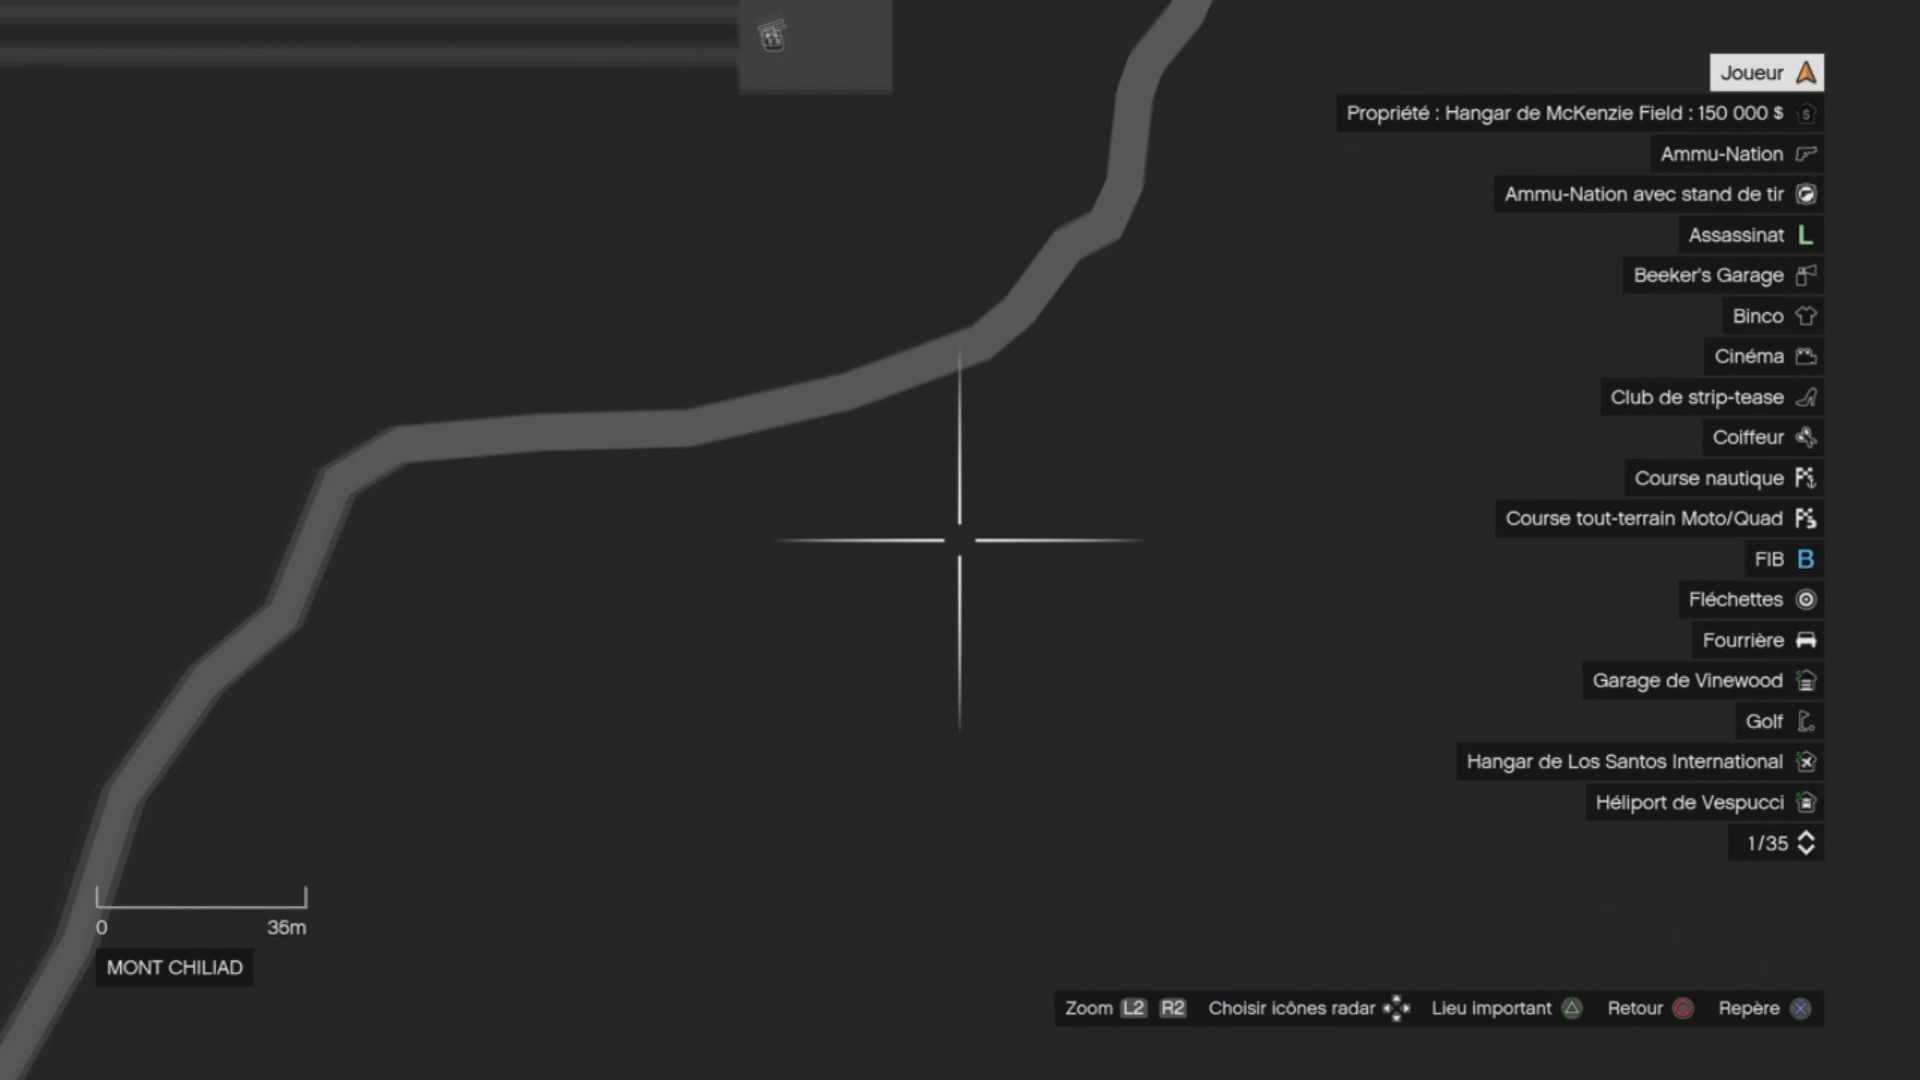 Joueur
Propriété : Hangar de McKenzie Field : 150 000 $
Ammu-Nation
Ammu-Nation avec stand de tir
Assassinat L
Beeker's Garage
Binco
Cinéma
Club de strip-tease
Coiffeur
Course nautique
Course tout-terrain Moto/Quad
FIB B
Fléchettes
Fourrière
Garage de Vinewood
Golf
Hangar de Los Santos International
Héliport de Vespucci
1/35
0 35m
MONT CHILIAD
Zoom L2 R2 Choisir icônes radar Lieu important Retour Repère